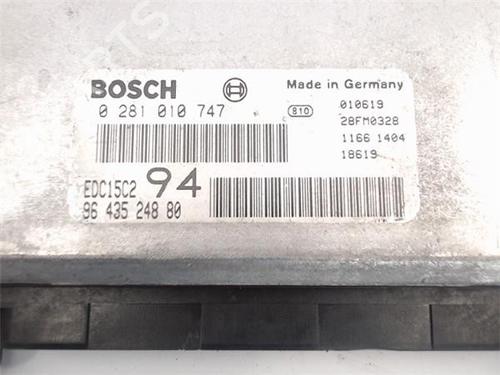 BOSCH
Made in Germany
0 281 010 747
810
010619
28FM0328
1166 1404
18619
EDC15C2
94
96 435 248 80